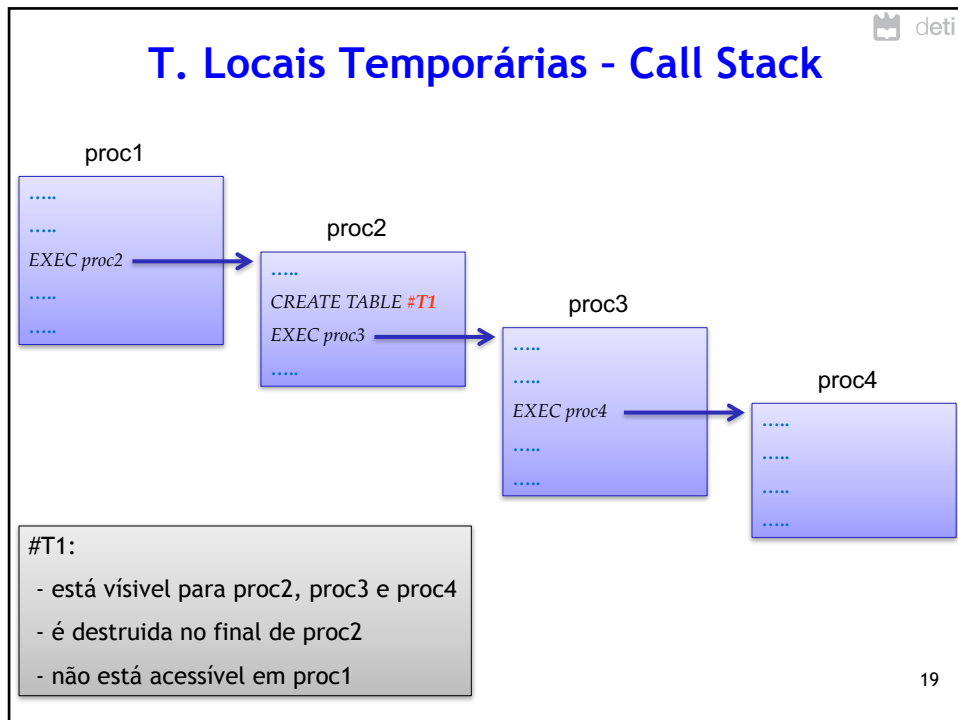 deti
T. Locais Temporárias – Call Stack
proc1
…..
…..
EXEC proc2
…..
…..
proc2
…..
CREATE TABLE #T1
EXEC proc3
…..
proc3
…..
…..
EXEC proc4
…..
…..
proc4
…..
…..
…..
…..
#T1:
- está vísivel para proc2, proc3 e proc4
- é destruida no final de proc2
- não está acessível em proc1
19